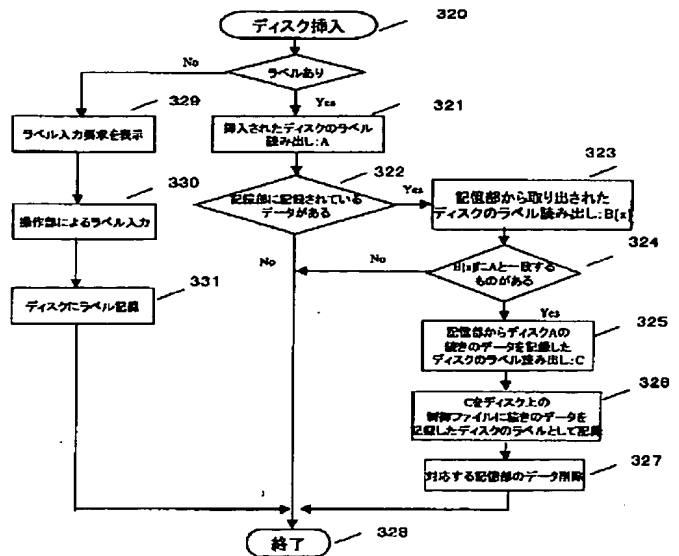 ディスク挿入
320
No
ラベルあり
Yes
329
ラベル入力要求を表示
321
挿入されたディスクのラベル
読み出し:A
322
記憶部に記録されている
データがある
Yes
323
記憶部から取り出された
ディスクのラベル読み出し:B[x]
330
操作部によるラベル入力
No
No
324
B[x]にAと一致する
ものがある
Yes
331
ディスクにラベル記録
325
記憶部からディスクAの
続きのデータを記録した
ディスクのラベル読み出し:C
326
Cをディスク上の
制御ファイルに続きのデータを
記録したディスクのラベルとして記録
327
対応する記憶部のデータ削除
328
終了